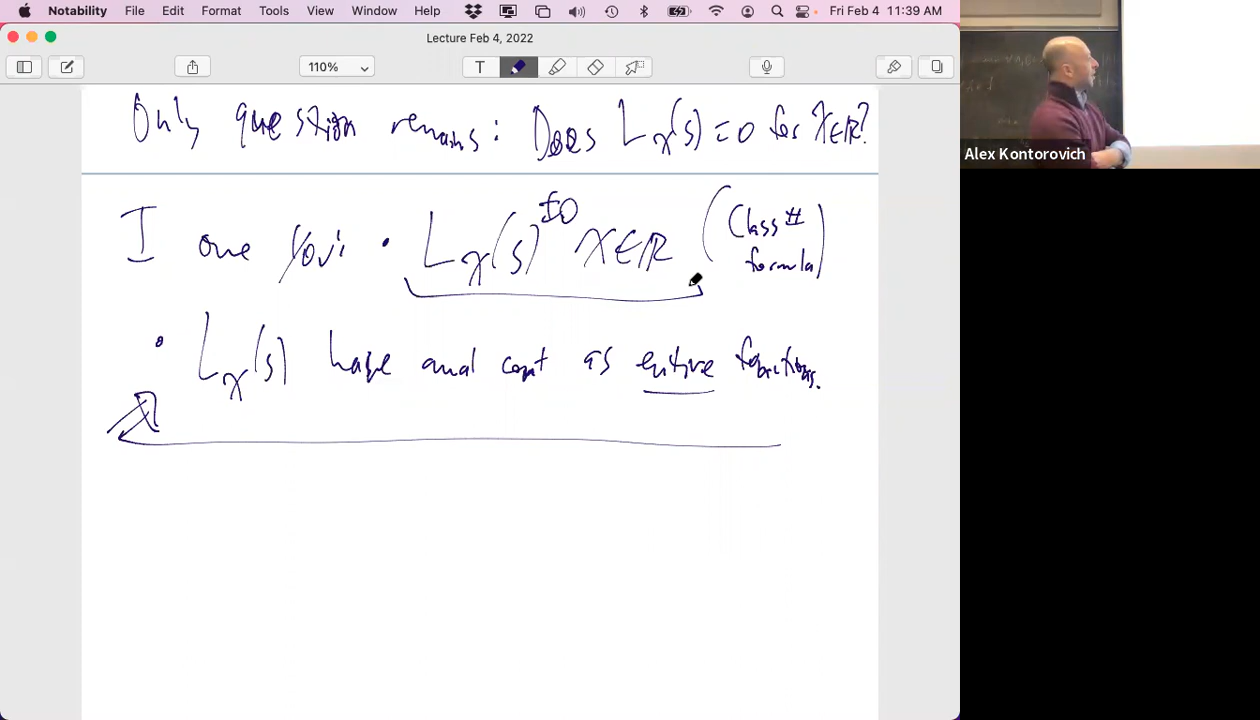 Notability File Edit Format Tools View Window Help Fri Feb 4 11:39 AM
Lecture Feb 4, 2022
110% T
Only question remains: Does Lχ(s)=0 for χ∈ℝ?
I owe you: • Lχ(s)≠0 χ∈ℝ (Class # formula)
• Lχ(s) have anal cont as entire functions.
Alex Kontorovich